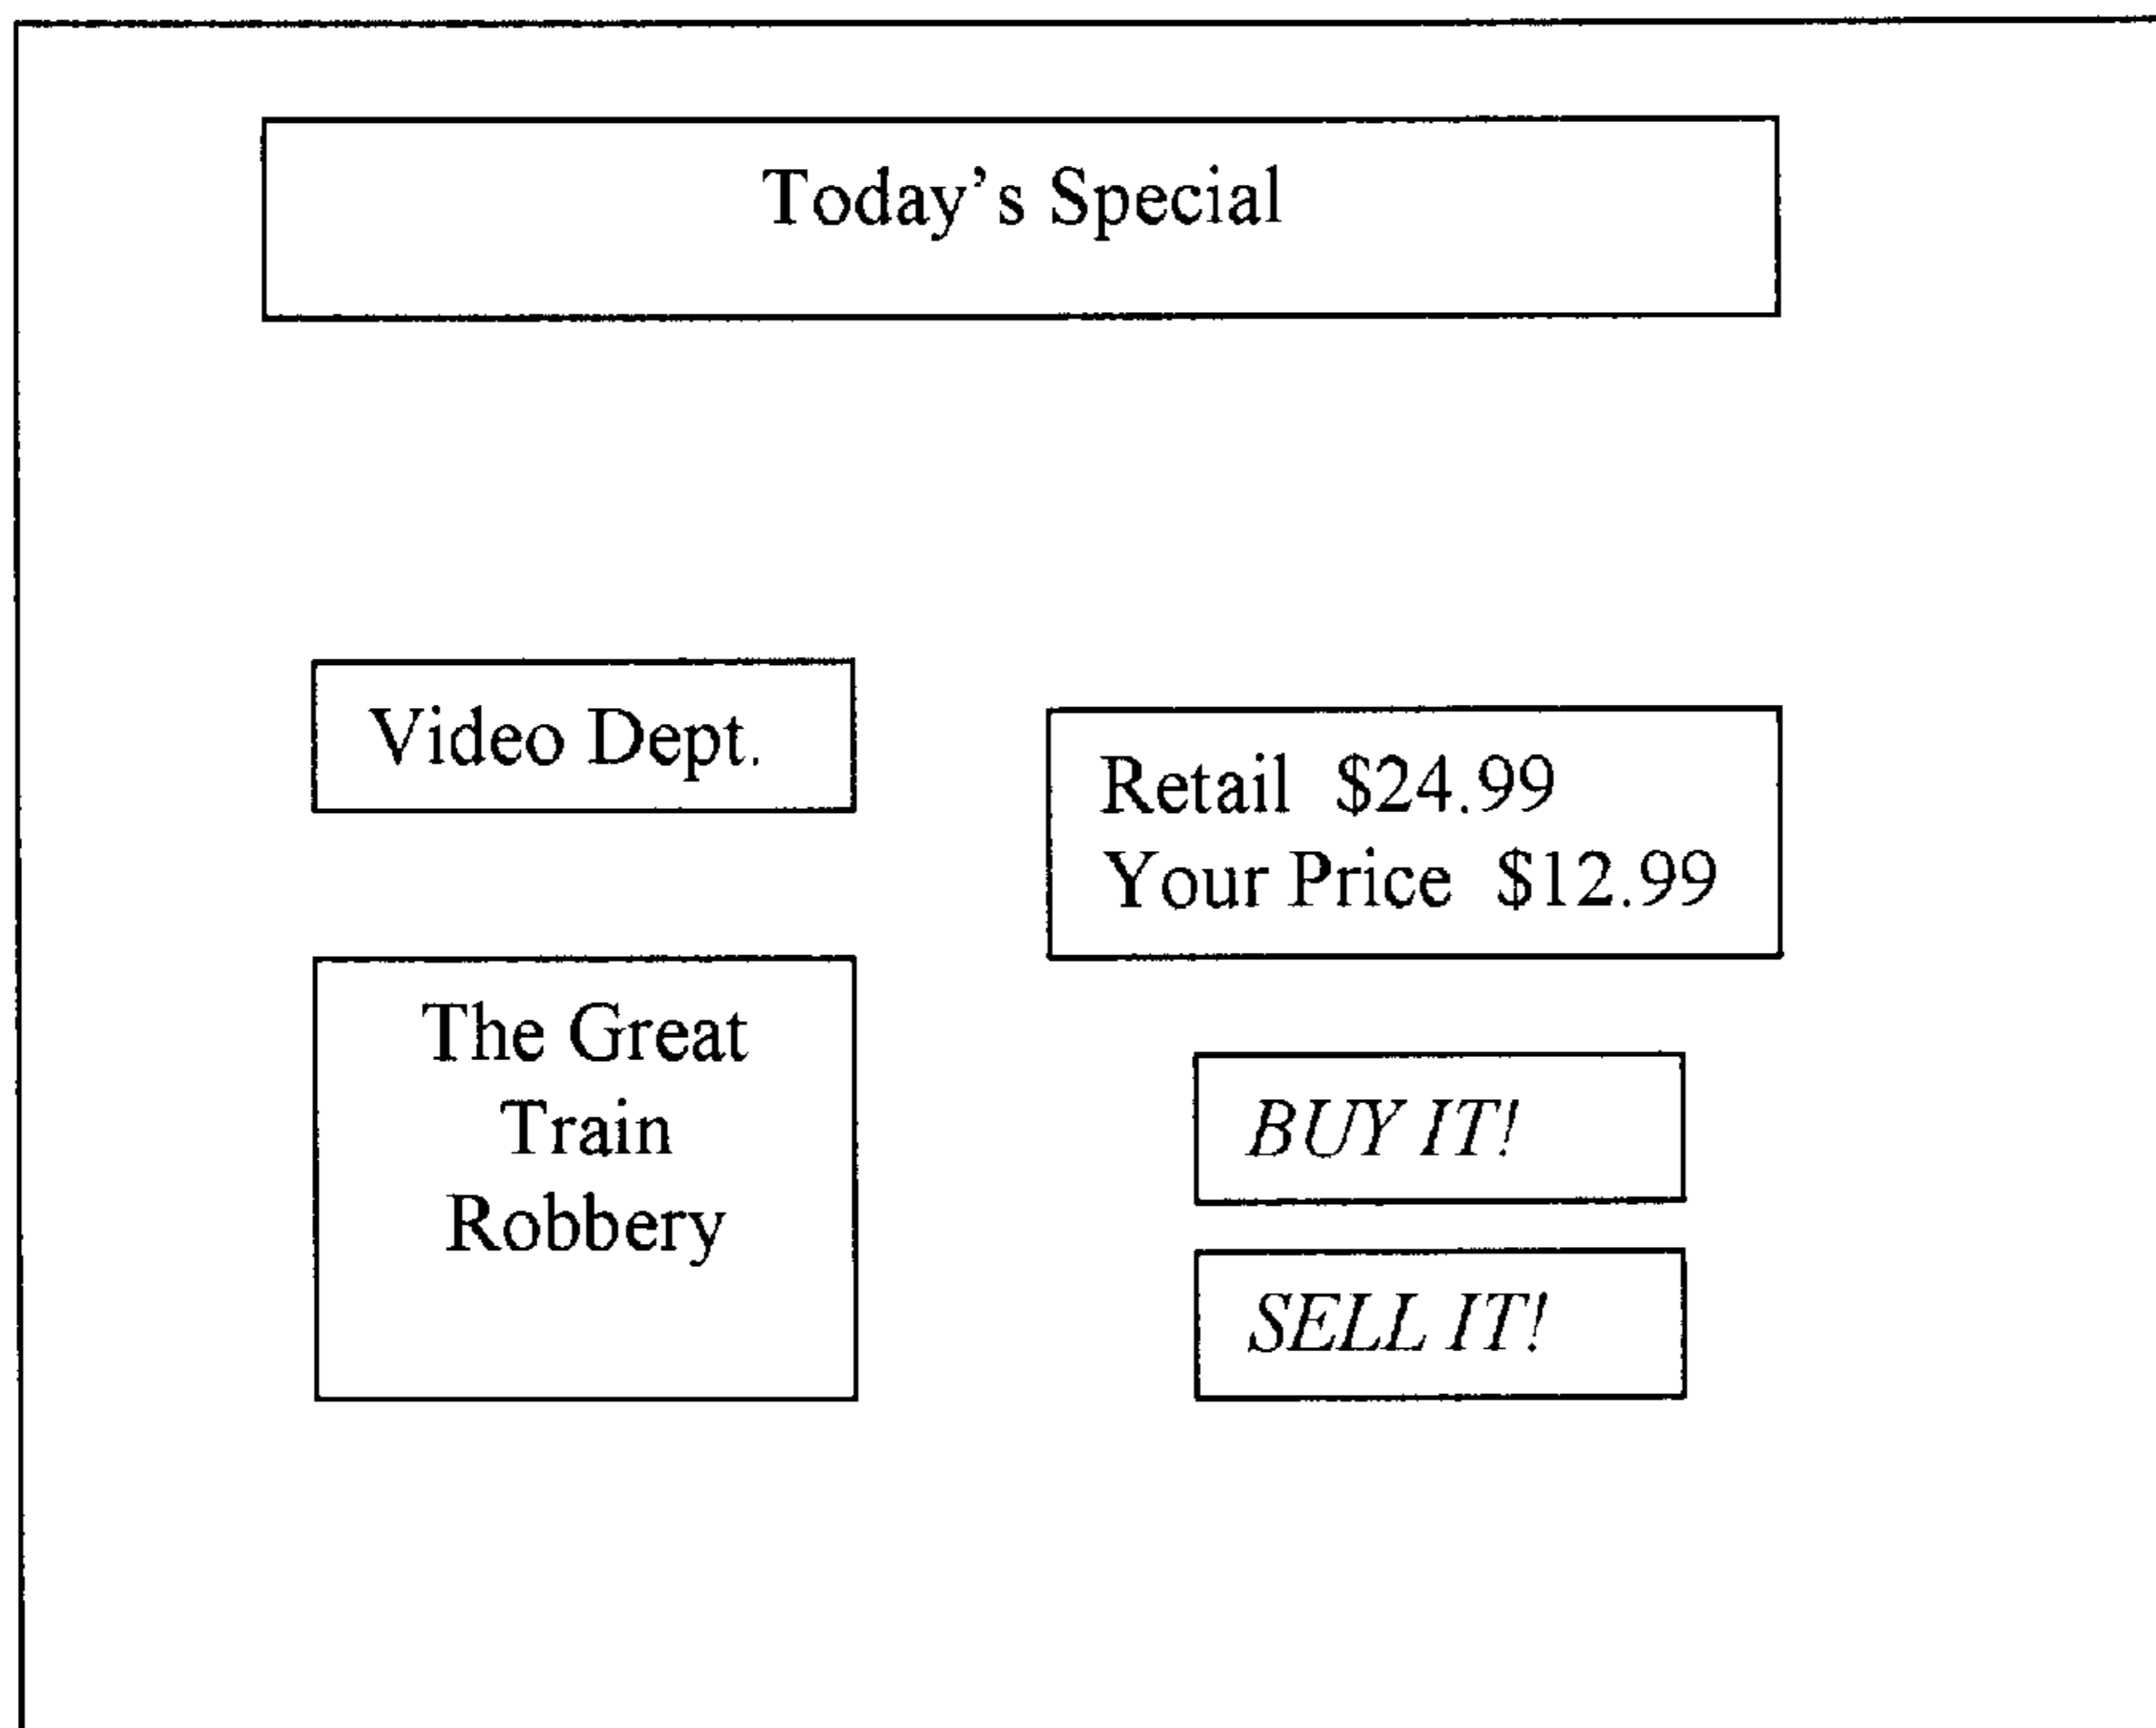 Today's Special
Video Dept.
Retail $24.99
Your Price $12.99
The Great
Train
Robbery
BUY IT!
SELL IT!